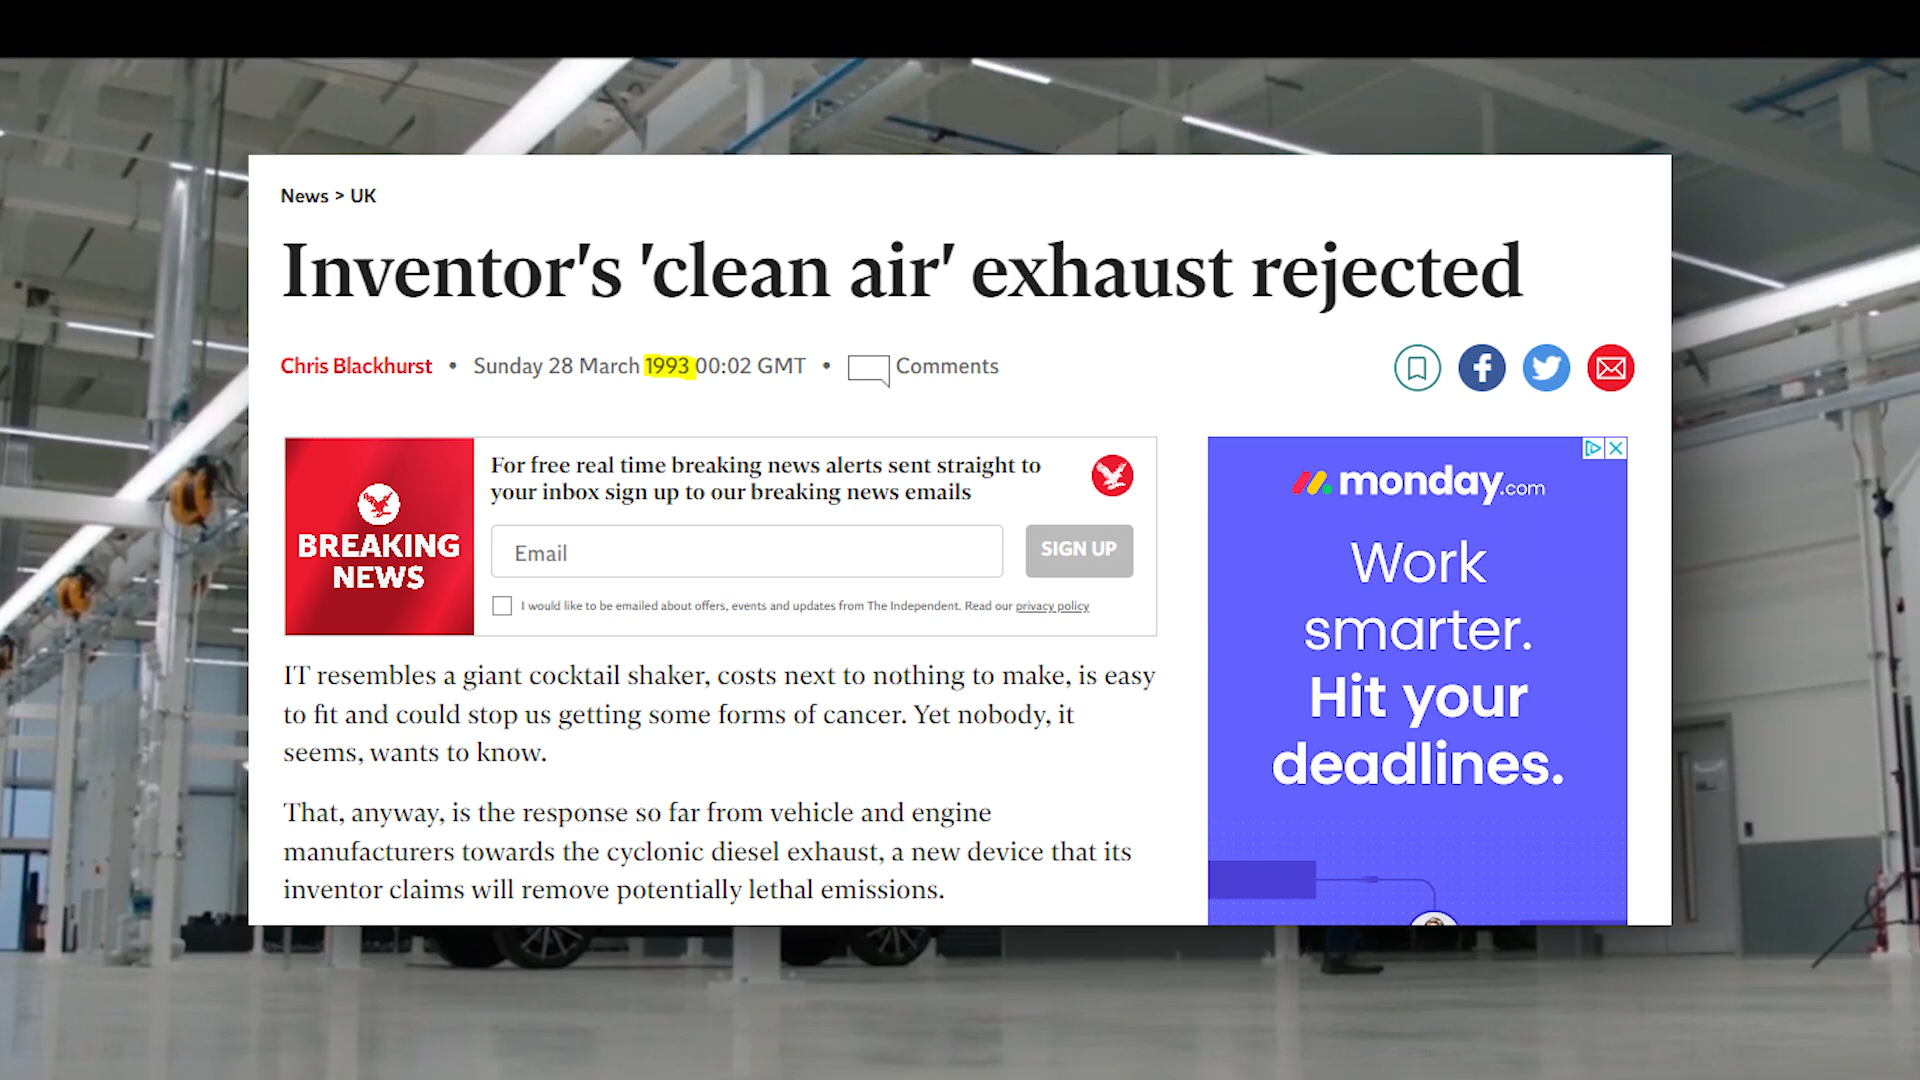 News > UK
Inventor's 'clean air' exhaust rejected
Chris Blackhurst • Sunday 28 March 1993 00:02 GMT • Comments
BREAKING
NEWS
For free real time breaking news alerts sent straight to
your inbox sign up to our breaking news emails
Email
SIGN UP
I would like to be emailed about offers, events and updates from The Independent. Read our privacy policy
IT resembles a giant cocktail shaker, costs next to nothing to make, is easy
to fit and could stop us getting some forms of cancer. Yet nobody, it
seems, wants to know.
That, anyway, is the response so far from vehicle and engine
manufacturers towards the cyclonic diesel exhaust, a new device that its
inventor claims will remove potentially lethal emissions.
monday.com
Work
smarter.
Hit your
deadlines.